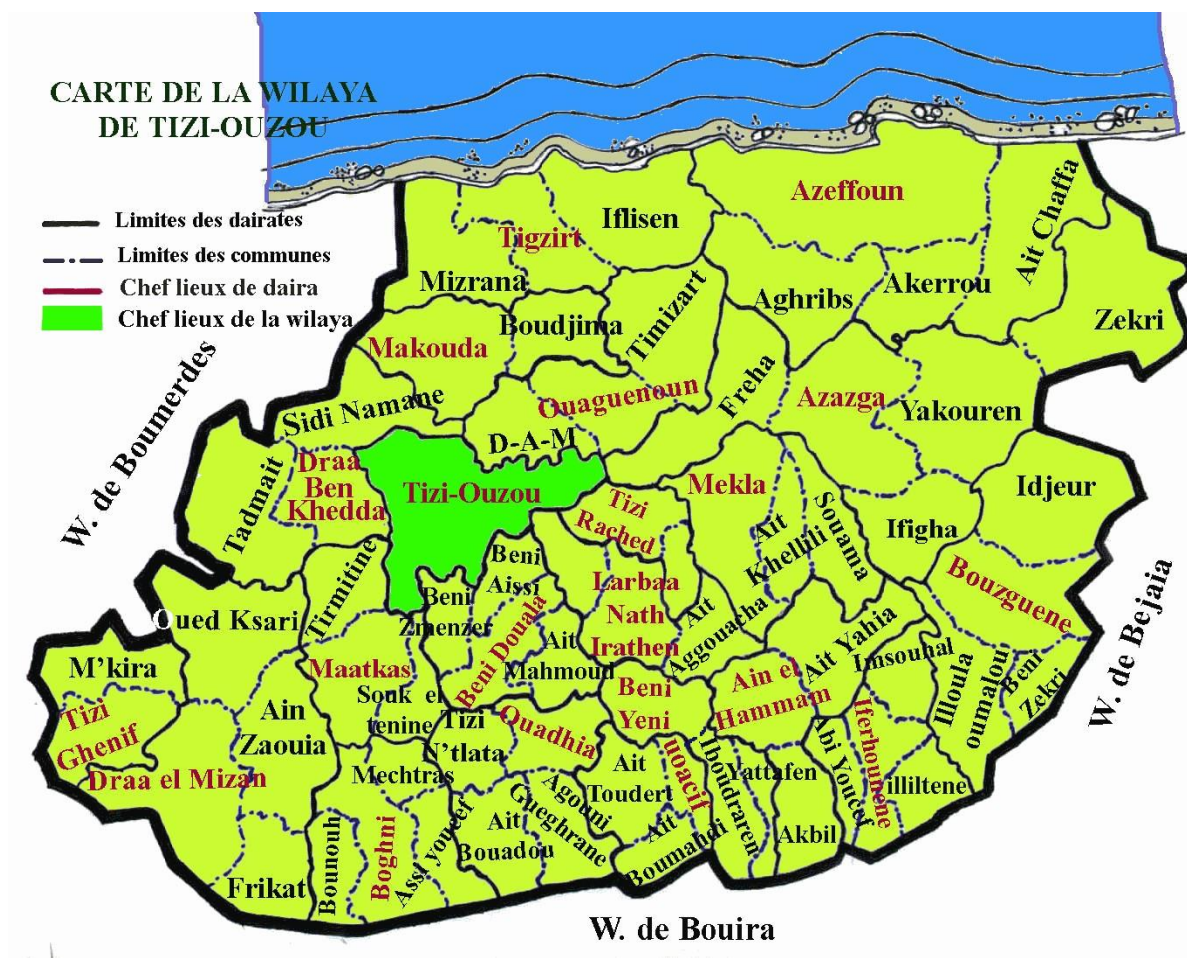 CARTE DE LA WILAYA
DE TIZI-OUZOU
Limites des dairates
Limites des communes
Chef lieux de daira
Chef lieux de la wilaya
W. de Boumerdes
W. de Bejaia
W. de Bouira
Azeffoun
Iflisen
Tigzirt
Ait Chaffa
Mizrana
Akerrou
Aghribs
Zekri
Boudjima
Timizart
Makouda
Freha
Ouaguenoun
Azazga
Yakouren
Sidi Namane
D-A-M
Draa
Ben
Khedda
Tizi-Ouzou
Mekla
Idjeur
Tadmait
Tizi
Rached
Ait
Khellili
Souama
Ifigha
Beni
Aissi
Tirmitine
Beni
Zmenzer
Larbaa
Nath
Irathen
Bouzguene
Oued Ksari
Beni Douala
Ait
Mahmoud
Ait
Aggouacha
Ait Yahia
Imsouhal
M'kira
Maatkas
Souk el
tenine
Beni
Yeni
Ain el
Hammam
Illoula
oumalou
Beni
Zekri
Tizi
Ghenif
Ain
Zaouia
Tizi
N'tlata
Quadhia
Iferhounene
Draa el Mizan
Mechtras
Ait
Toudert
uoacif
Iboudraren
Yattafen
Abi Youcef
illiltene
Agouni
Gueghrane
Ait
Bouadou
Ait
Boumahdi
Akbil
Frikat
Bounouh
Boghni
Assi youcef